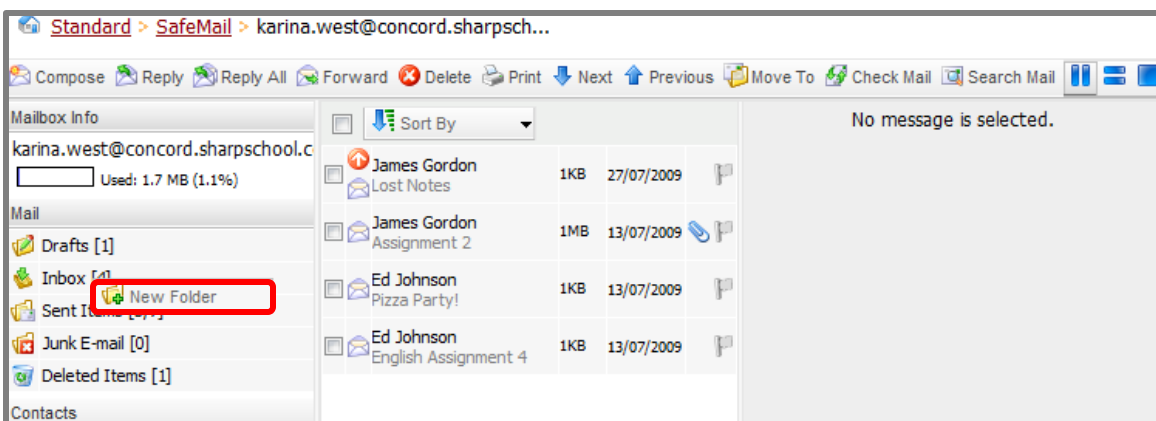 Standard > SafeMail > karina.west@concord.sharpsch...
Compose Reply Reply All Forward Delete Print Next Previous Move To Check Mail Search Mail
Mailbox Info
karina.west@concord.sharpschool.c
Used: 1.7 MB (1.1%)
Mail
Drafts [1]
Inbox [4]
New Folder
Sent
Junk E-mail [0]
Deleted Items [1]
Contacts
Sort By
James Gordon 1KB 27/07/2009
Lost Notes
James Gordon 1MB 13/07/2009
Assignment 2
Ed Johnson 1KB 13/07/2009
Pizza Party!
Ed Johnson 1KB 13/07/2009
English Assignment 4
No message is selected.